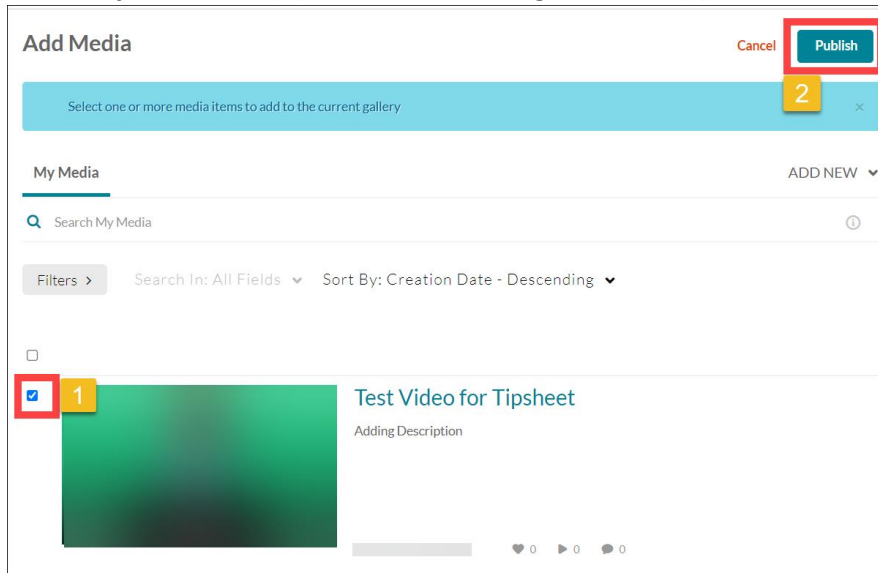 Add Media
Cancel
Publish
2
Select one or more media items to add to the current gallery
×
My Media
ADD NEW
Search My Media
Filters >
Search In: All Fields
Sort By: Creation Date - Descending
1
Test Video for Tipsheet
Adding Description
0 0 0